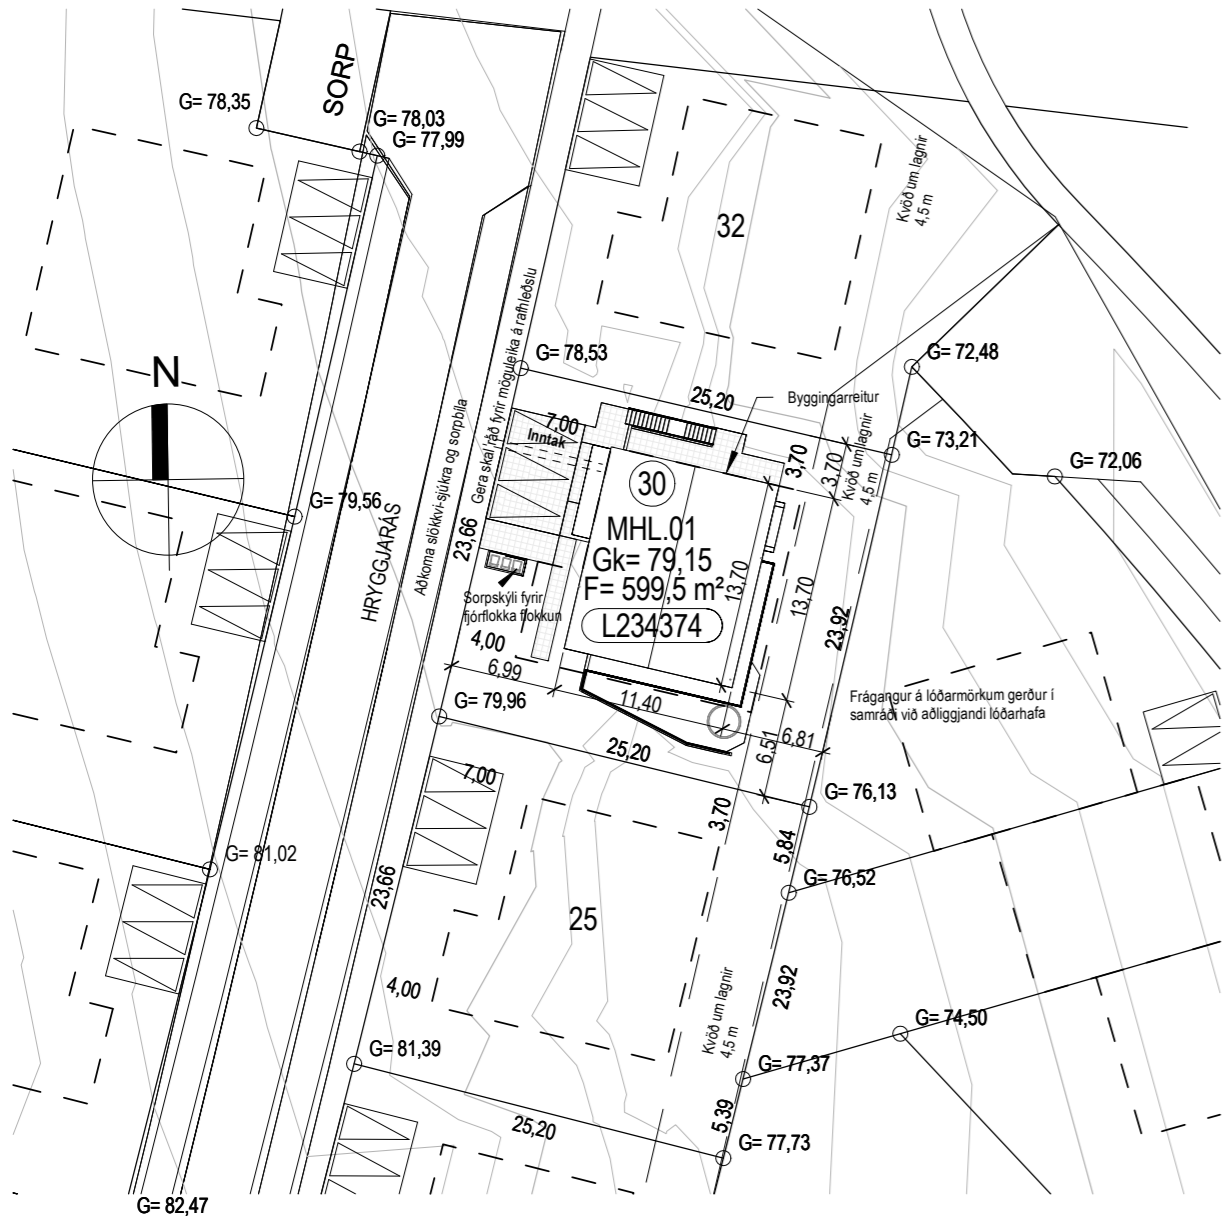 SORP
G= 78,35
G= 78,03
G= 77,99
Kvöð um lagnir
4,5 m
32
N
G= 78,53
G= 72,48
25,20
Byggingarreitur
7,00
Inntak
3,70
3,70
Kvöð um lagnir
4,5 m
G= 73,21
G= 72,06
Gera skal ráð fyrir möguleika á rafhleðslu
Aðkoma slökkvi-sjúkra og sorpbíla
HRYGGJARÁS
G= 79,56
23,66
30
MHL.01
Gk= 79,15
F= 599,5 m²
L234374
13,70
13,70
23,92
Sorpskýli fyrir
fjórflokka flokkun
4,00
6,99
11,40
6,51
6,81
Frágangur á lóðarmörkum gerður í
samráði við aðliggjandi lóðarhafa
G= 79,96
25,20
7,00
G= 76,13
3,70
5,84
G= 81,02
23,66
G= 76,52
25
4,00
23,92
Kvöð um lagnir
4,5 m
G= 74,50
G= 81,39
G= 77,37
25,20
5,39
G= 77,73
G= 82,47